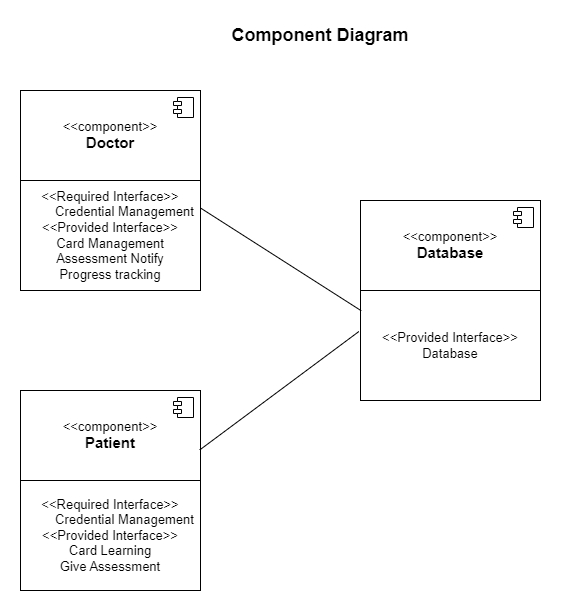 Component Diagram
<<component>>
Doctor
<<Required Interface>>
Credential Management
<<Provided Interface>>
Card Management
Assessment Notify
Progress tracking
<<component>>
Database
<<Provided Interface>>
Database
<<component>>
Patient
<<Required Interface>>
Credential Management
<<Provided Interface>>
Card Learning
Give Assessment